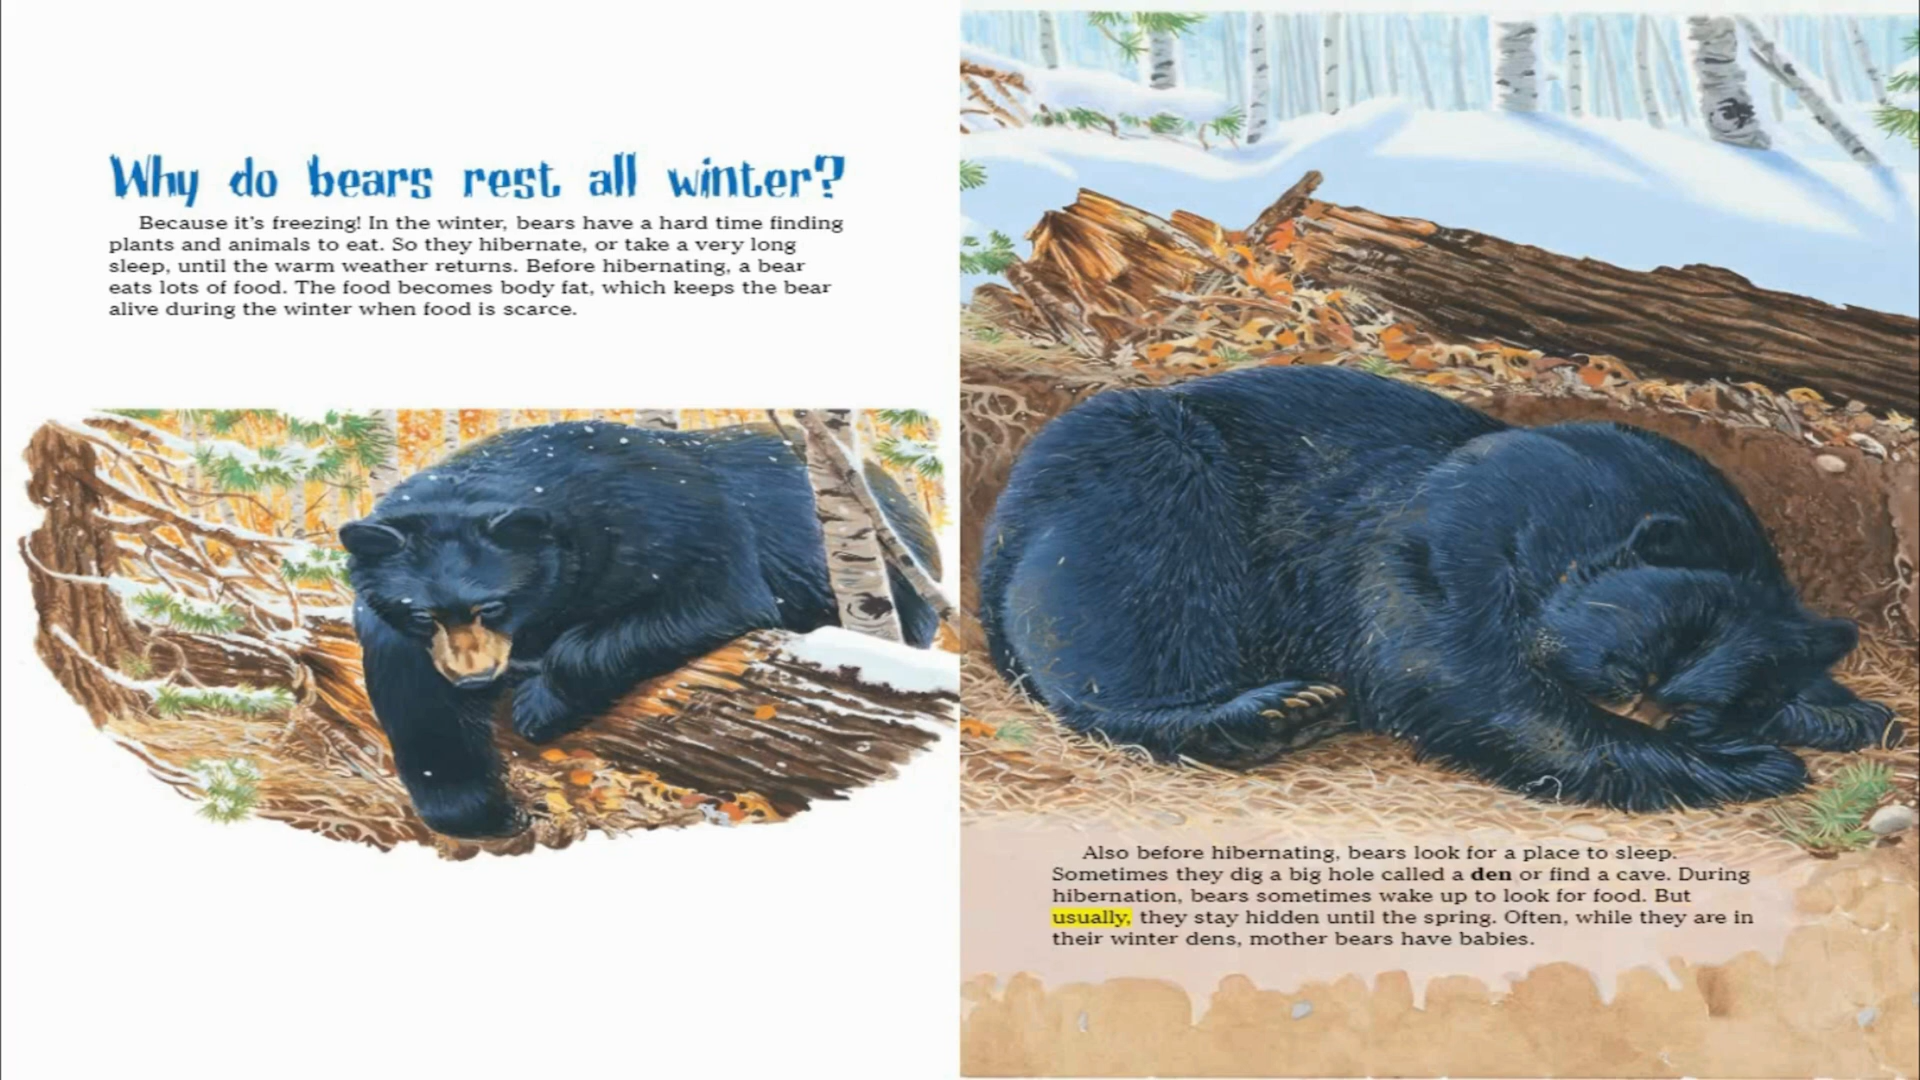 Why do bears rest all winter?
Because it's freezing! In the winter, bears have a hard time finding
plants and animals to eat. So they hibernate, or take a very long
sleep, until the warm weather returns. Before hibernating, a bear
eats lots of food. The food becomes body fat, which keeps the bear
alive during the winter when food is scarce.
Also before hibernating, bears look for a place to sleep.
Sometimes they dig a big hole called a den or find a cave. During
hibernation, bears sometimes wake up to look for food. But
usually, they stay hidden until the spring. Often, while they are in
their winter dens, mother bears have babies.